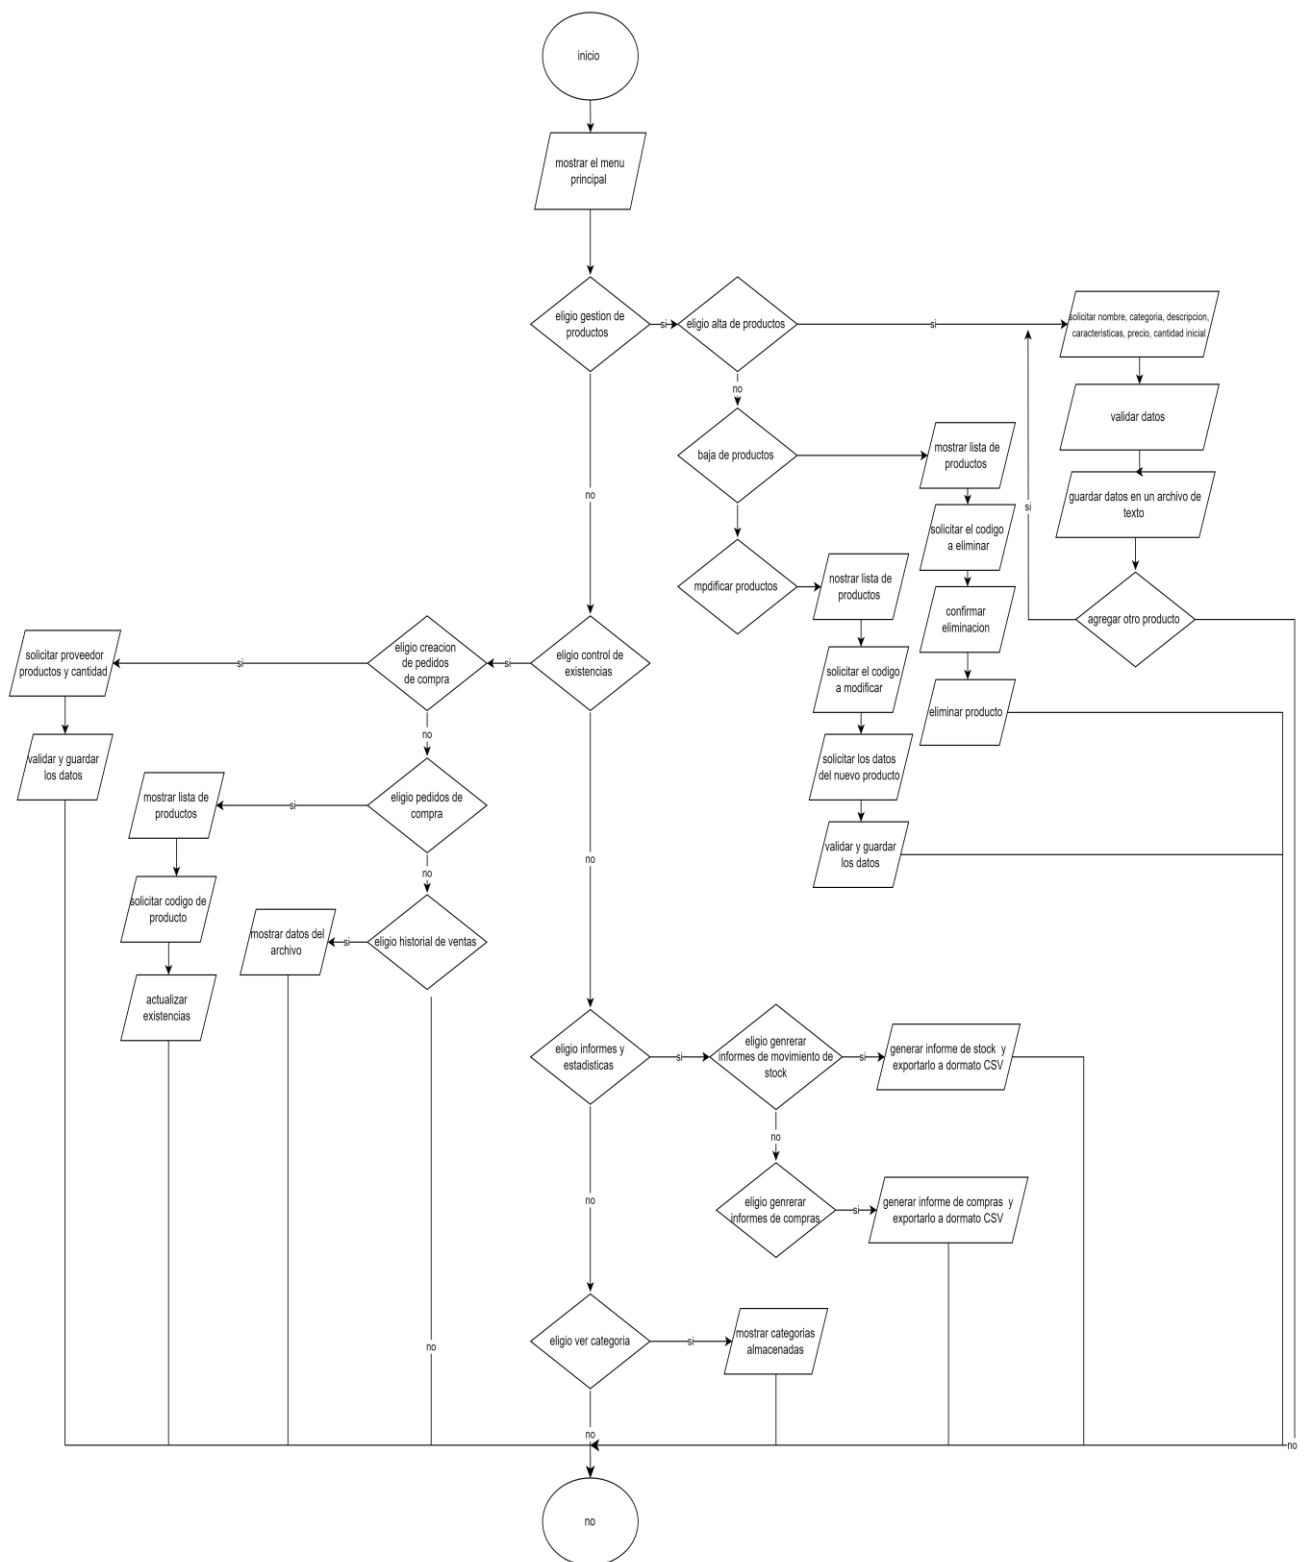 inicio
mostrar el menu
principal
eligio gestion de
productos
si
eligio alta de productos
si
solicitar nombre, categoria, descripcion,
caracteristicas, precio, cantidad inicial
no
validar datos
baja de productos
mostrar lista de
productos
guardar datos en un archivo de
texto
si
no
solicitar el codigo
a eliminar
mpdificar productos
nostrar lista de
productos
confirmar
eliminacion
agregar otro producto
solicitar proveedor
productos y cantidad
si
eligio creacion
de pedidos
de compra
si
eligio control de
existencias
solicitar el codigo
a modificar
eliminar producto
no
validar y guardar
los datos
solicitar los datos
del nuevo producto
mostrar lista de
productos
si
eligio pedidos de
compra
validar y guardar
los datos
no
no
solicitar codigo de
producto
mostrar datos del
archivo
si
eligio historial de ventas
actualizar
existencias
eligio informes y
estadisticas
si
eligio genrerar
informes de movimiento de
stock
si
generar informe de stock y
exportarlo a dormato CSV
no
no
eligio genrerar
informes de compras
si
generar informe de compras y
exportarlo a dormato CSV
eligio ver categoria
si
mostrar categorias
almacenadas
no
no
no
no